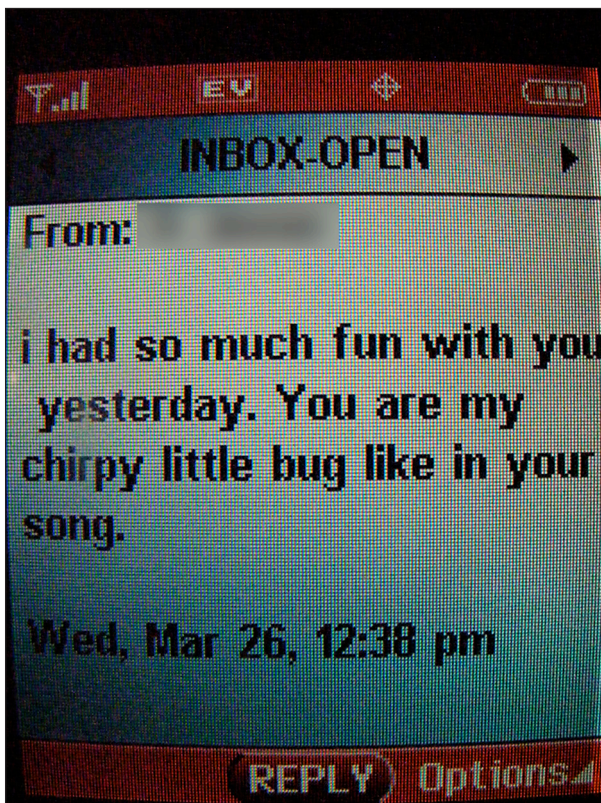 EV
INBOX-OPEN
From:
i had so much fun with you
yesterday. You are my
chirpy little bug like in your
song.
Wed, Mar 26, 12:38 pm
REPLY Options